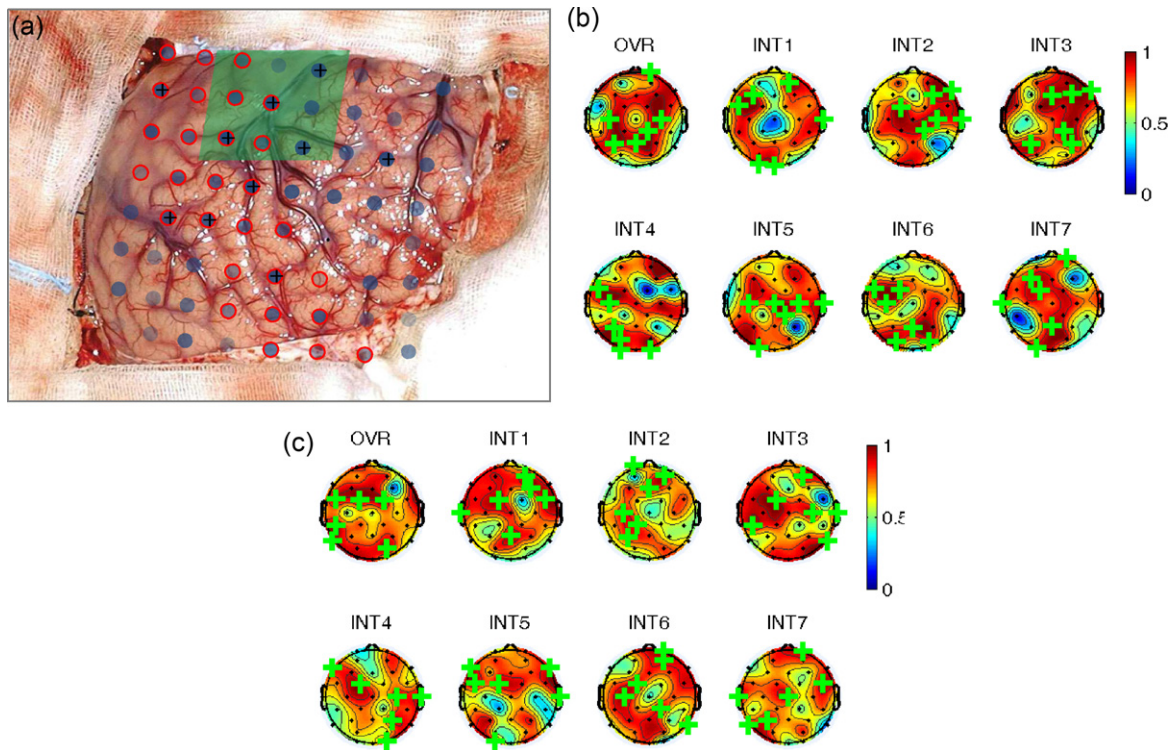 (a)
(b)
OVR INT1 INT2 INT3
1
0.5
0
INT4 INT5 INT6 INT7
(c)
OVR INT1 INT2 INT3
1
0.5
0
INT4 INT5 INT6 INT7